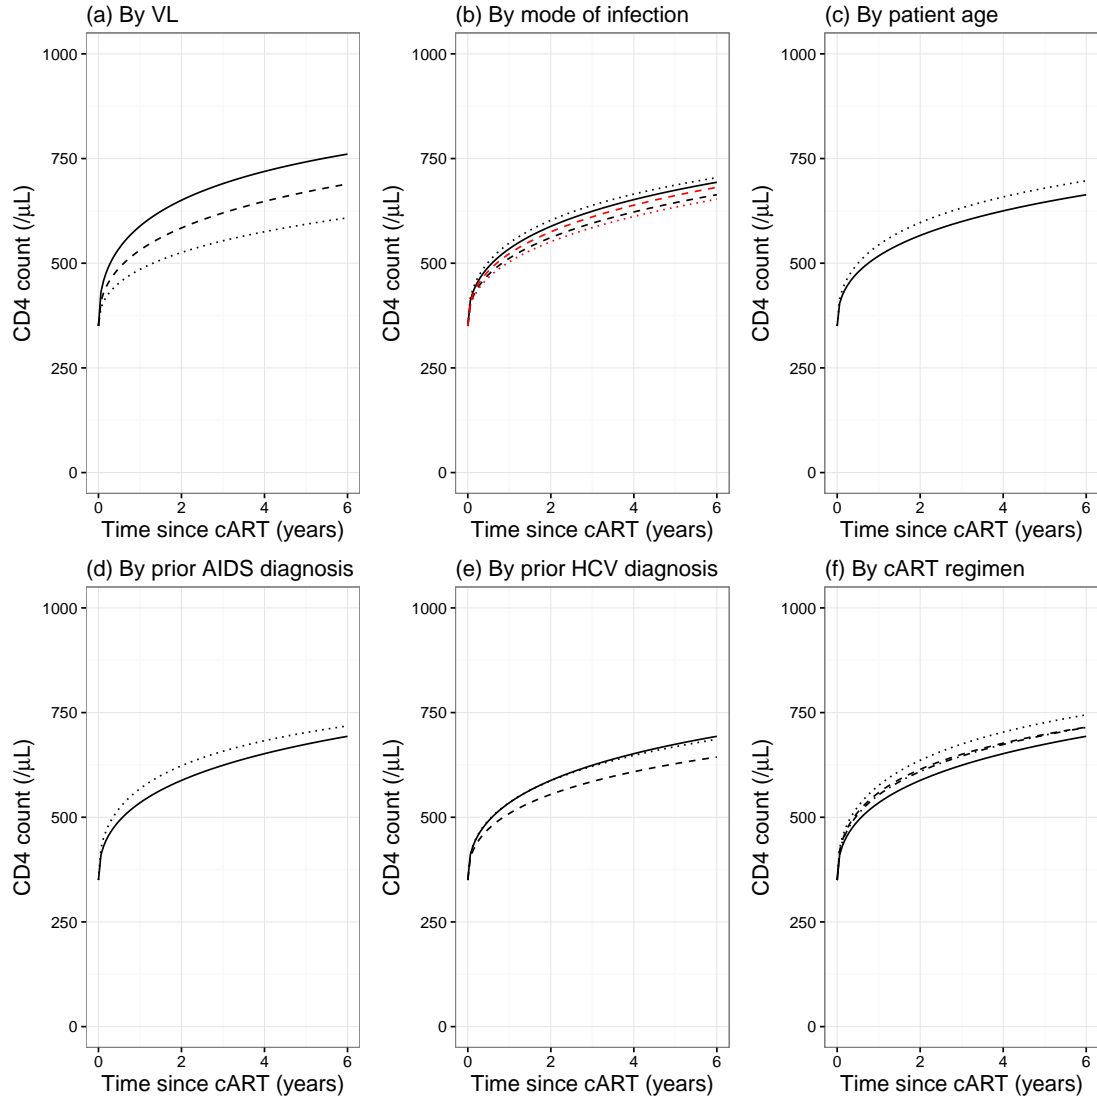 (a) By VL
(b) By mode of infection
(c) By patient age
1000
750
500
250
0
CD4 count (/μL)
0 2 4 6
Time since cART (years)
1000
750
500
250
0
CD4 count (/μL)
0 2 4 6
Time since cART (years)
1000
750
500
250
0
CD4 count (/μL)
0 2 4 6
Time since cART (years)
(d) By prior AIDS diagnosis
(e) By prior HCV diagnosis
(f) By cART regimen
1000
750
500
250
0
CD4 count (/μL)
0 2 4 6
Time since cART (years)
1000
750
500
250
0
CD4 count (/μL)
0 2 4 6
Time since cART (years)
1000
750
500
250
0
CD4 count (/μL)
0 2 4 6
Time since cART (years)